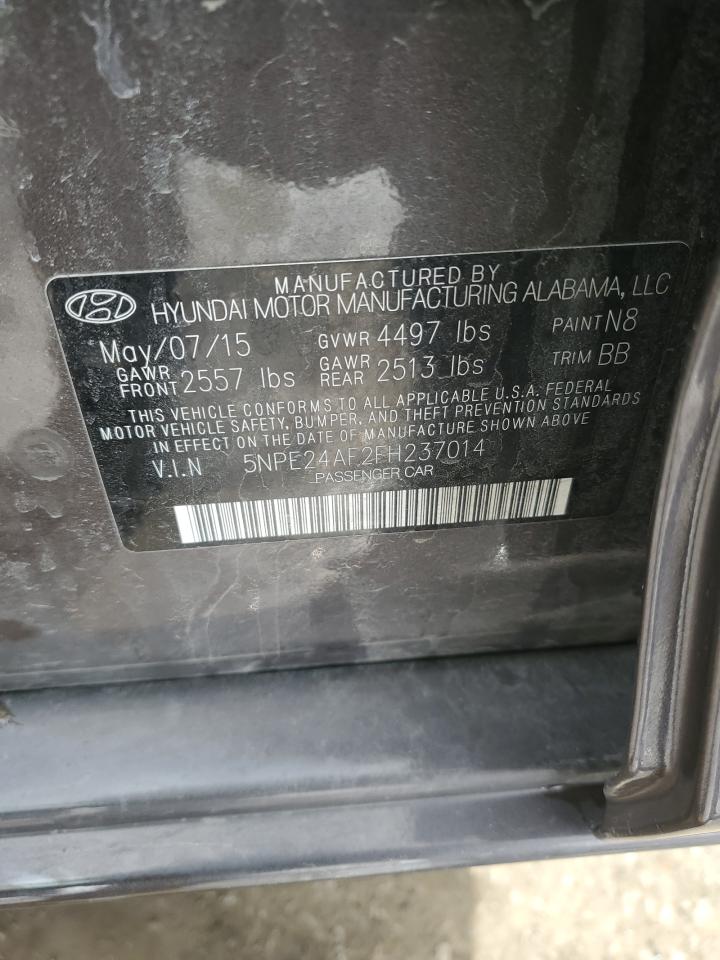 MANUFACTURED BY
HYUNDAI MOTOR MANUFACTURING ALABAMA, LLC
May/07/15 GVWR 4497 lbs PAINT N8
GAWR FRONT 2557 lbs GAWR REAR 2513 lbs TRIM BB
THIS VEHICLE CONFORMS TO ALL APPLICABLE U.S.A. FEDERAL
MOTOR VEHICLE SAFETY, BUMPER, AND THEFT PREVENTION STANDARDS
IN EFFECT ON THE DATE OF MANUFACTURE SHOWN ABOVE
V.I.N 5NPE24AF2FH237014
PASSENGER CAR